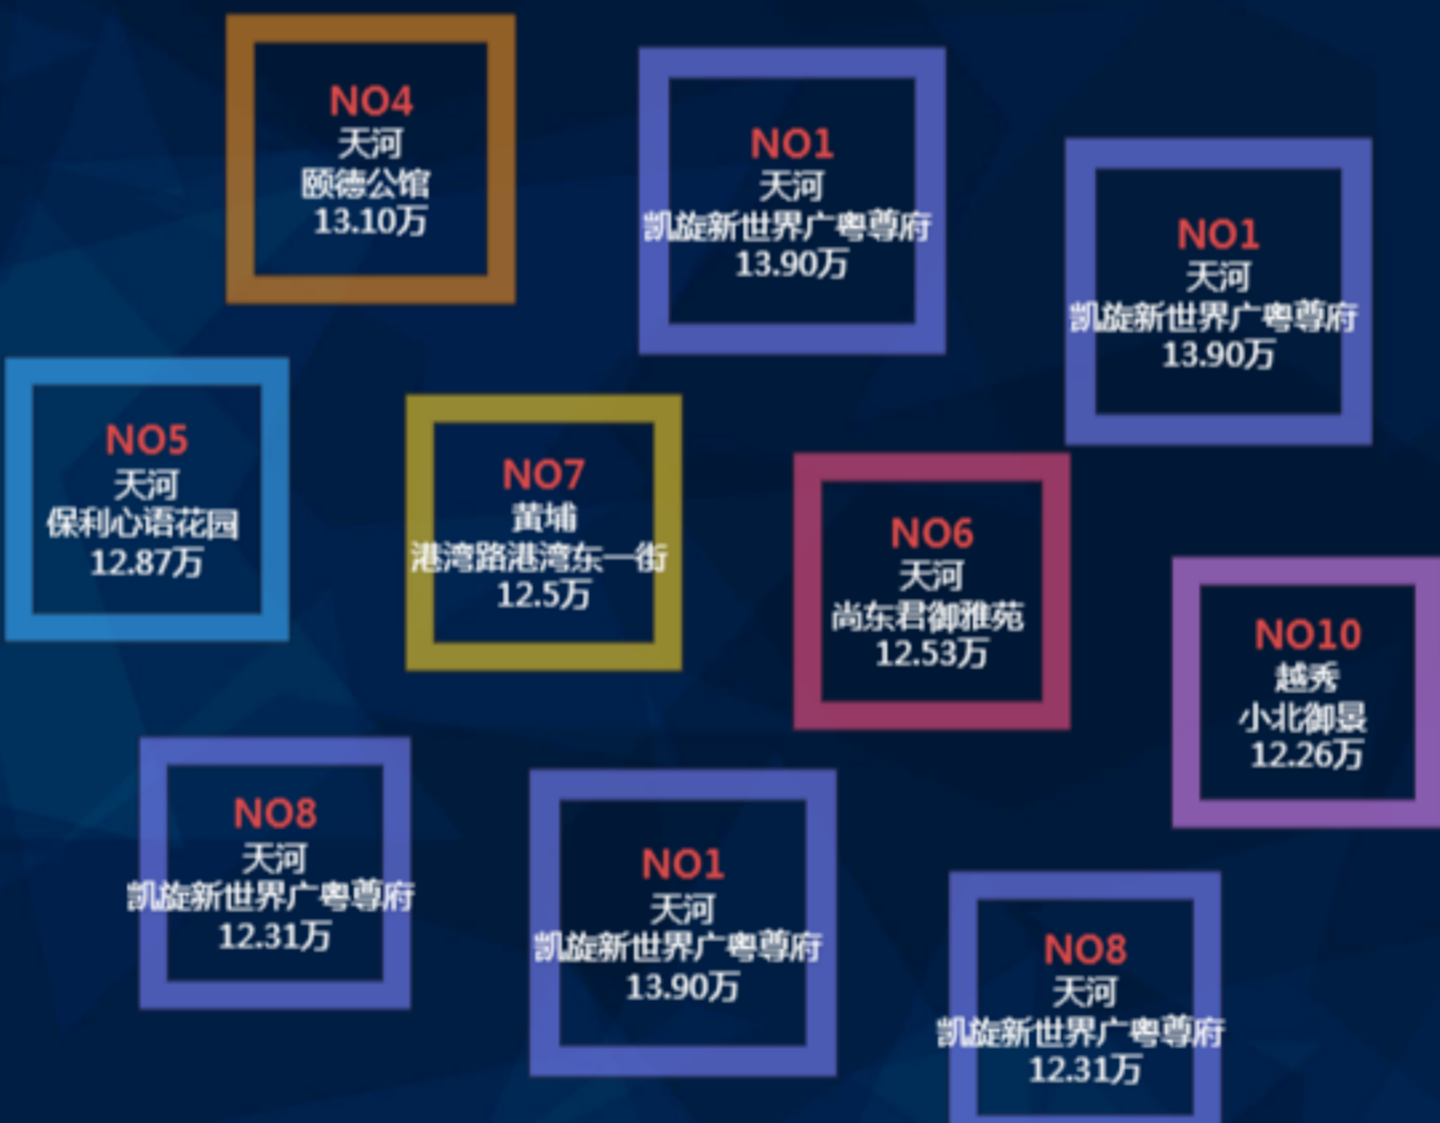 NO4
天河
颐德公馆
13.10万
NO1
天河
凯旋新世界广粤尊府
13.90万
NO1
天河
凯旋新世界广粤尊府
13.90万
NO5
天河
保利心语花园
12.87万
NO7
黄埔
港湾路港湾东一街
12.5万
NO6
天河
尚东君御雅苑
12.53万
NO10
越秀
小北御景
12.26万
NO8
天河
凯旋新世界广粤尊府
12.31万
NO1
天河
凯旋新世界广粤尊府
13.90万
NO8
天河
凯旋新世界广粤尊府
12.31万